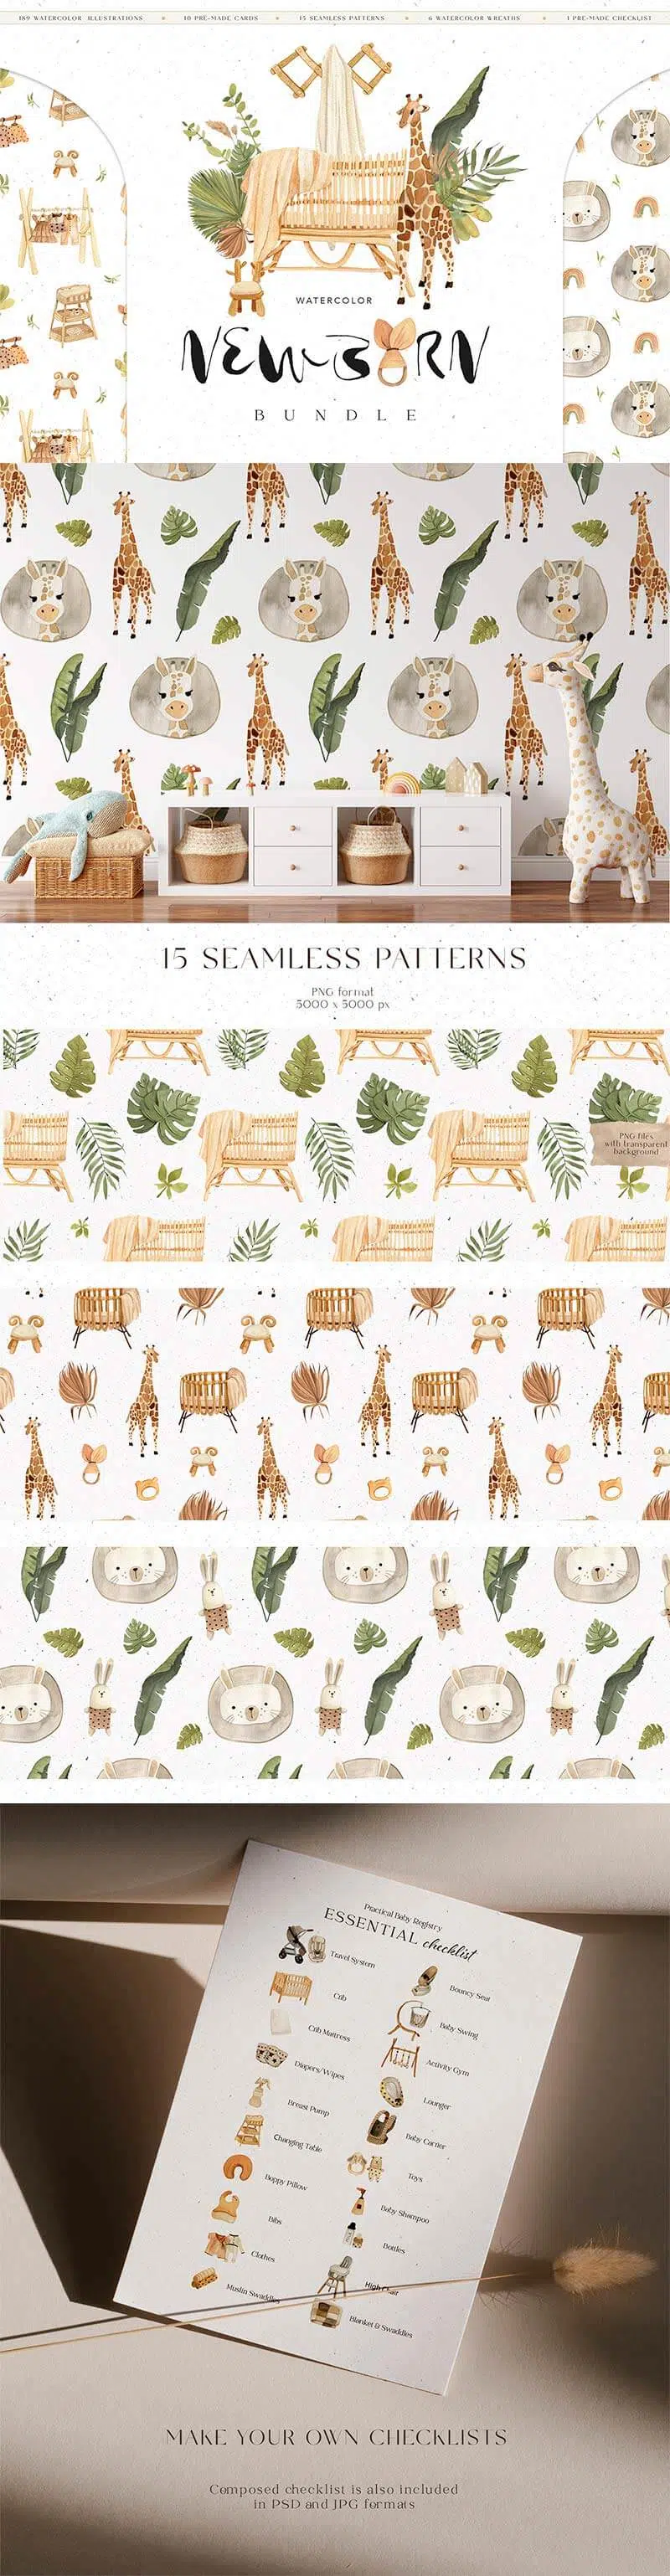 189 WATERCOLOR ILLUSTRATIONS 10 PRE-MADE CARDS 15 SEAMLESS PATTERNS 6 WATERCOLOR WREATHS 1 PRE-MADE CHECKLIST
WATERCOLOR
NEWBORN
BUNDLE
15 SEAMLESS PATTERNS
PNG format
5000 x 5000 px
PNG files
with transparent
background
Practical Baby Registry
ESSENTIAL checklist
Travel System
Crib
Crib Mattress
Diapers/Wipes
Breast Pump
Changing Table
Boppy Pillow
Bibs
Clothes
Muslin Swaddles
Bouncy Seat
Baby Swing
Activity Gym
Lounger
Baby Carrier
Toys
Baby Shampoo
Bottles
High Chair
Blanket & Swaddles
MAKE YOUR OWN CHECKLISTS
Composed checklist is also included
in PSD and JPG formats